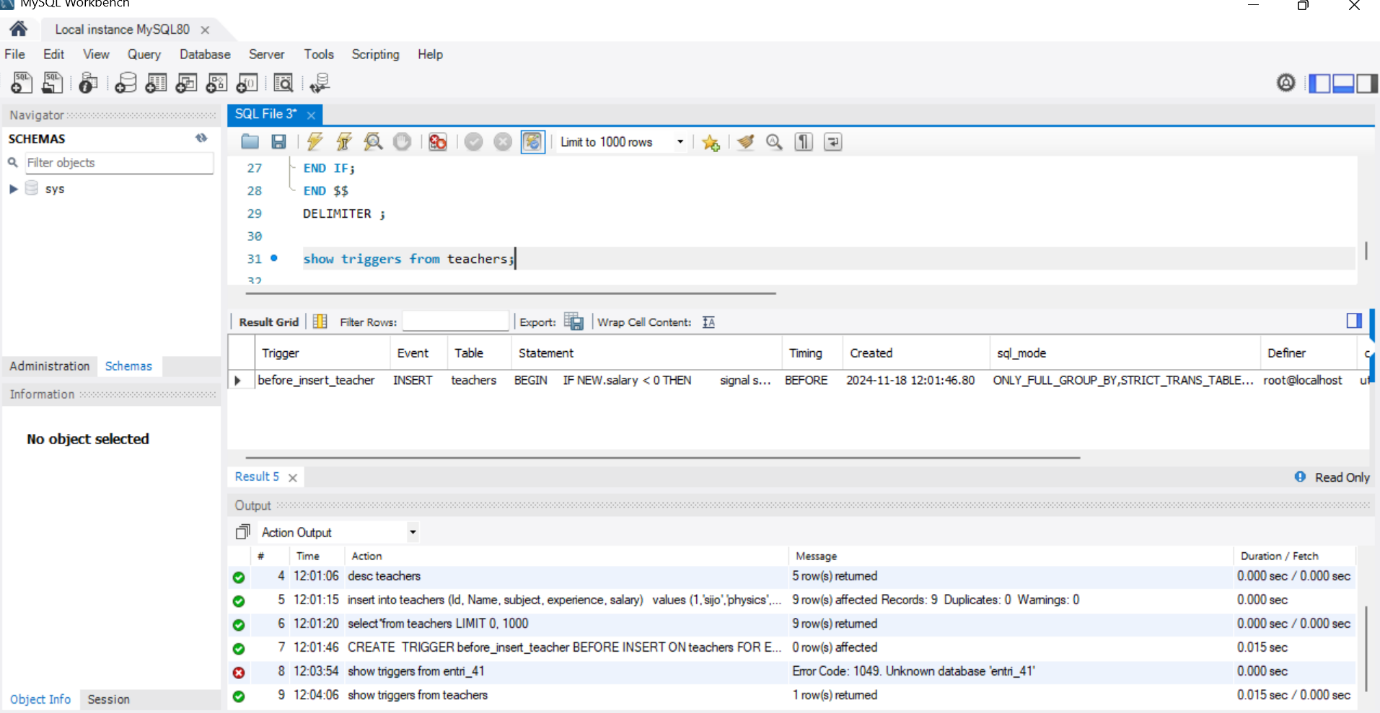 MySQL Workbench
Local instance MySQL80
File Edit View Query Database Server Tools Scripting Help
Navigator
SCHEMAS
Filter objects
sys
Administration Schemas
Information
No object selected
Object Info Session
SQL File 3*
Limit to 1000 rows
27 END IF;
28 END $$
29 DELIMITER ;
30
31 show triggers from teachers;
32
Result Grid Filter Rows: Export: Wrap Cell Content:
Trigger Event Table Statement Timing Created sql_mode Definer c
before_insert_teacher INSERT teachers BEGIN IF NEW.salary < 0 THEN signal s... BEFORE 2024-11-18 12:01:46.80 ONLY_FULL_GROUP_BY,STRICT_TRANS_TABLE... root@localhost
Result 5 Read Only
Output
Action Output
# Time Action Message Duration / Fetch
4 12:01:06 desc teachers 5 row(s) returned 0.000 sec / 0.000 sec
5 12:01:15 insert into teachers (Id, Name, subject, experience, salary) values (1,'sijo','physics',... 9 row(s) affected Records: 9 Duplicates: 0 Warnings: 0 0.000 sec
6 12:01:20 select*from teachers LIMIT 0, 1000 9 row(s) returned 0.000 sec / 0.000 sec
7 12:01:46 CREATE TRIGGER before_insert_teacher BEFORE INSERT ON teachers FOR E... 0 row(s) affected 0.015 sec
8 12:03:54 show triggers from entri_41 Error Code: 1049. Unknown database 'entri_41' 0.000 sec
9 12:04:06 show triggers from teachers 1 row(s) returned 0.015 sec / 0.000 sec